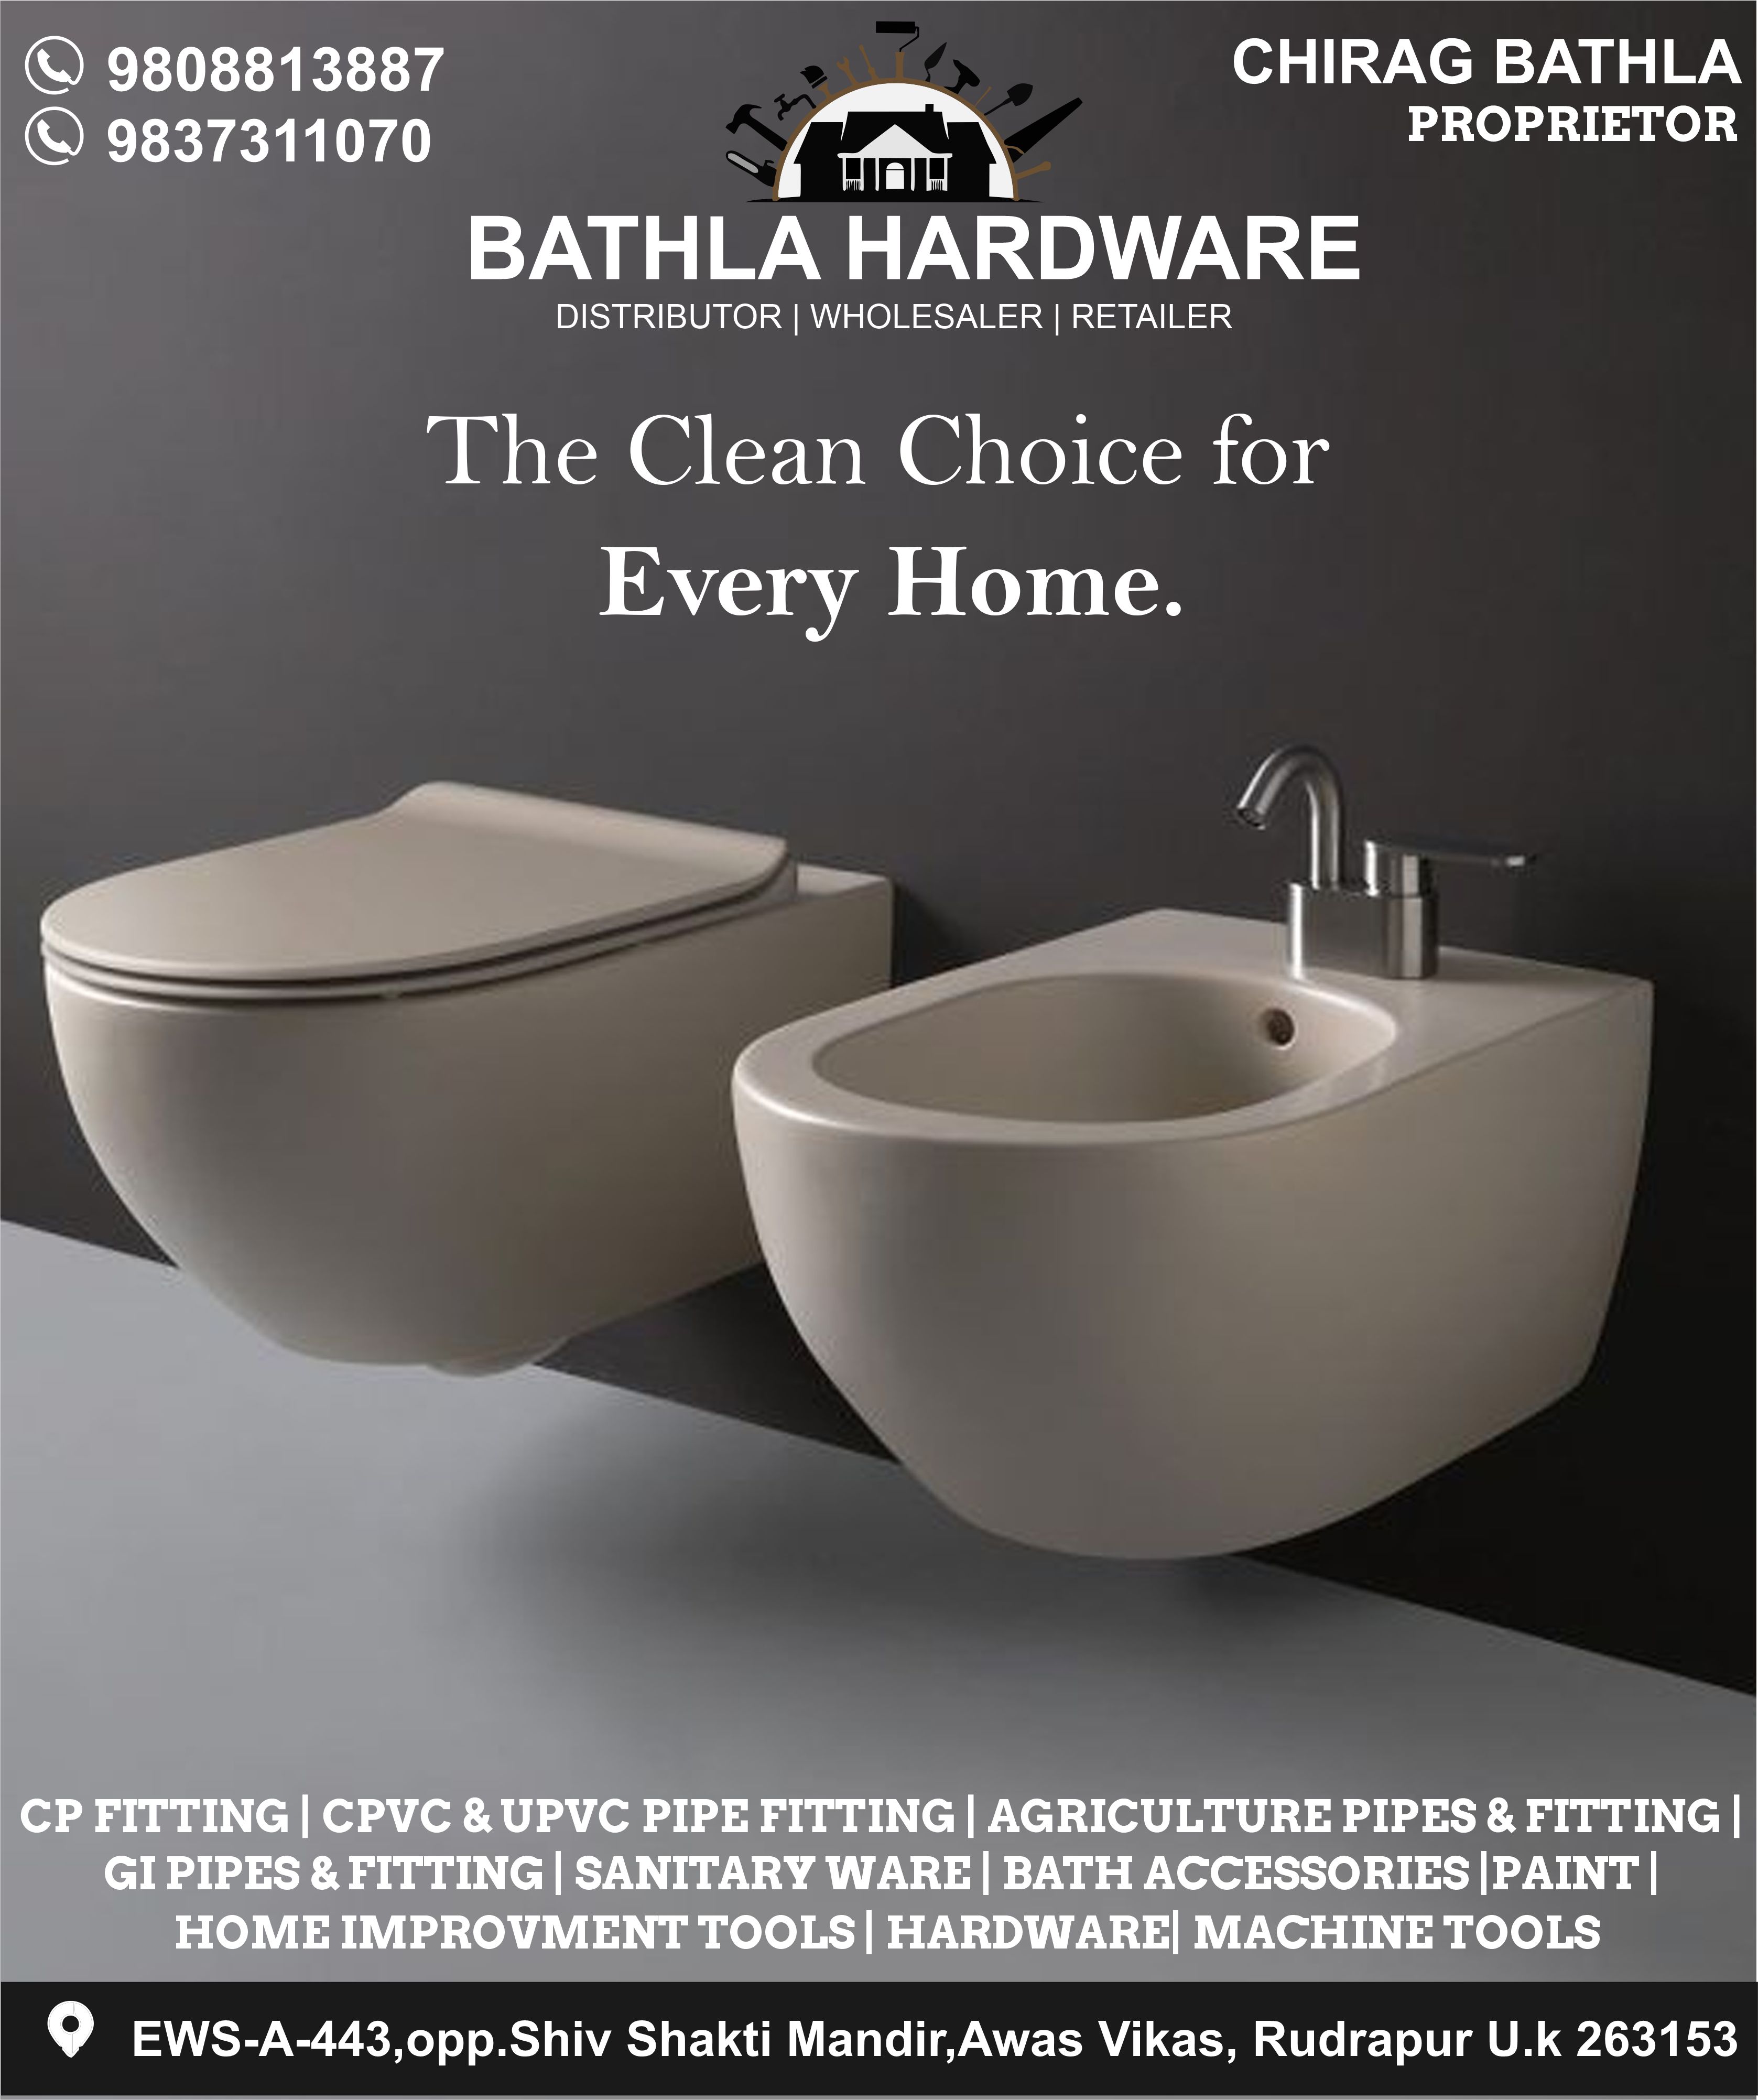 9808813887
9837311070
CHIRAG BATHLA
PROPRIETOR
BATHLA HARDWARE
DISTRIBUTOR | WHOLESALER | RETAILER
The Clean Choice for
Every Home.
CP FITTING | CPVC & UPVC PIPE FITTING | AGRICULTURE PIPES & FITTING |
GI PIPES & FITTING | SANITARY WARE | BATH ACCESSORIES |PAINT |
HOME IMPROVMENT TOOLS | HARDWARE| MACHINE TOOLS
EWS-A-443,opp.Shiv Shakti Mandir,Awas Vikas, Rudrapur U.k 263153